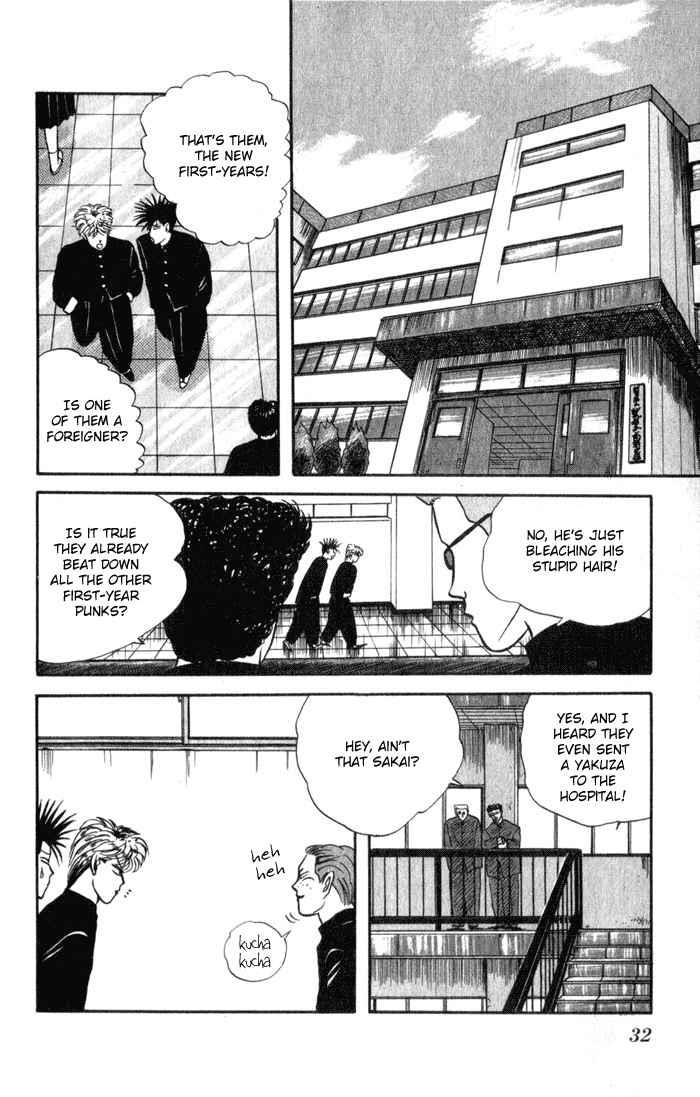 THAT'S THEM,
THE NEW
FIRST-YEARS!
IS ONE
OF THEM A
FOREIGNER?
NO, HE'S JUST
BLEACHING HIS
STUPID HAIR!
IS IT TRUE
THEY ALREADY
BEAT DOWN
ALL THE OTHER
FIRST-YEAR
PUNKS?
YES, AND I
HEARD THEY
EVEN SENT
A YAKUZA
TO THE
HOSPITAL!
HEY, AIN'T
THAT SAKAI?
heh
heh
kucha
kucha
32